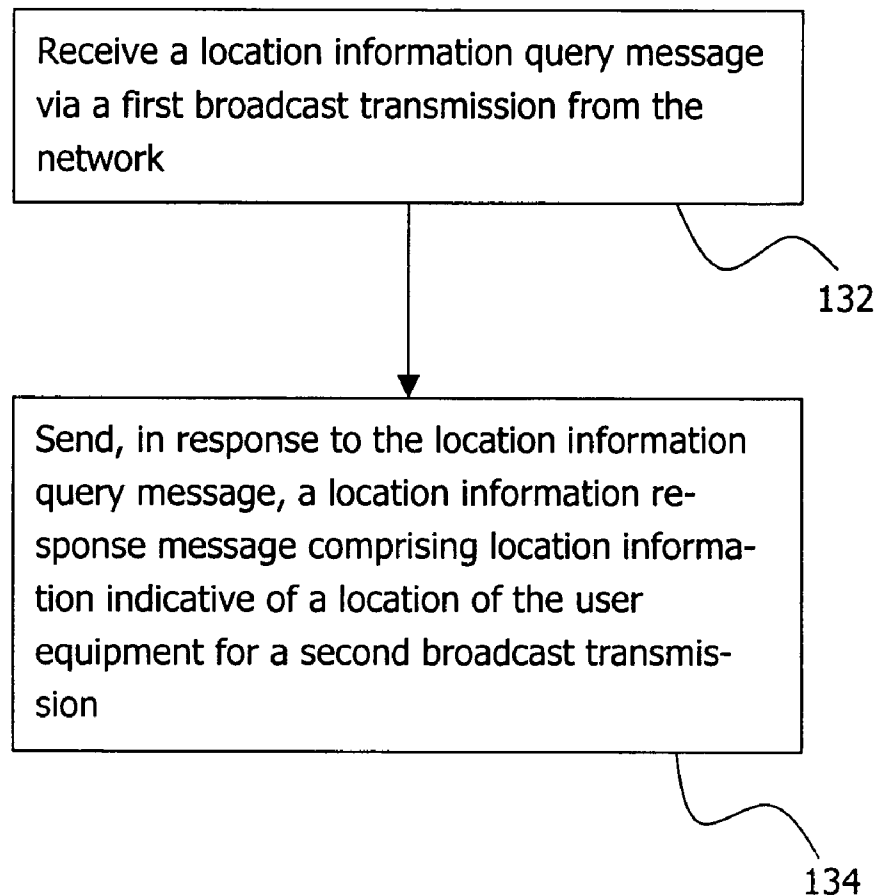 Receive a location information query message
via a first broadcast transmission from the
network
132
Send, in response to the location information
query message, a location information re-
sponse message comprising location informa-
tion indicative of a location of the user
equipment for a second broadcast transmis-
sion
134